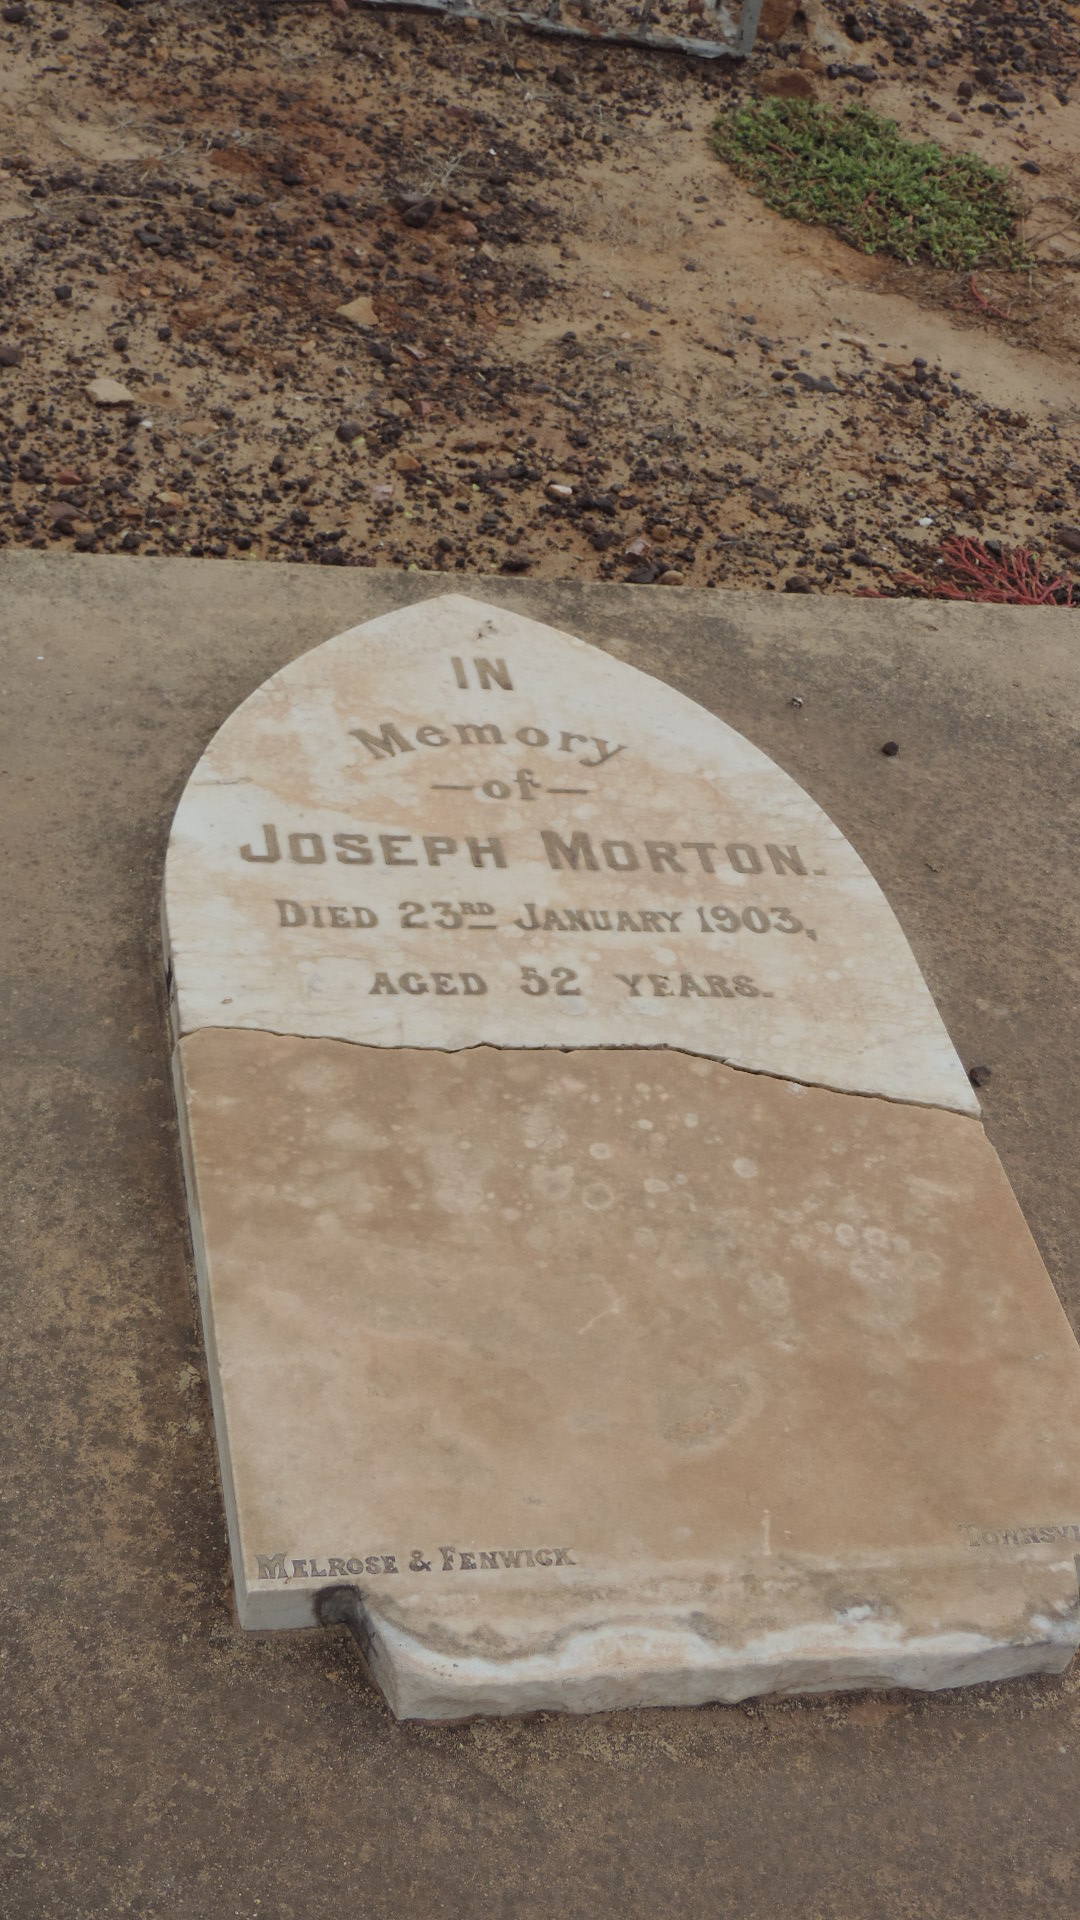 IN
Memory
—of—
JOSEPH MORTON.
DIED 23RD JANUARY 1903,
AGED 52 YEARS.
MELROSE & FENWICK